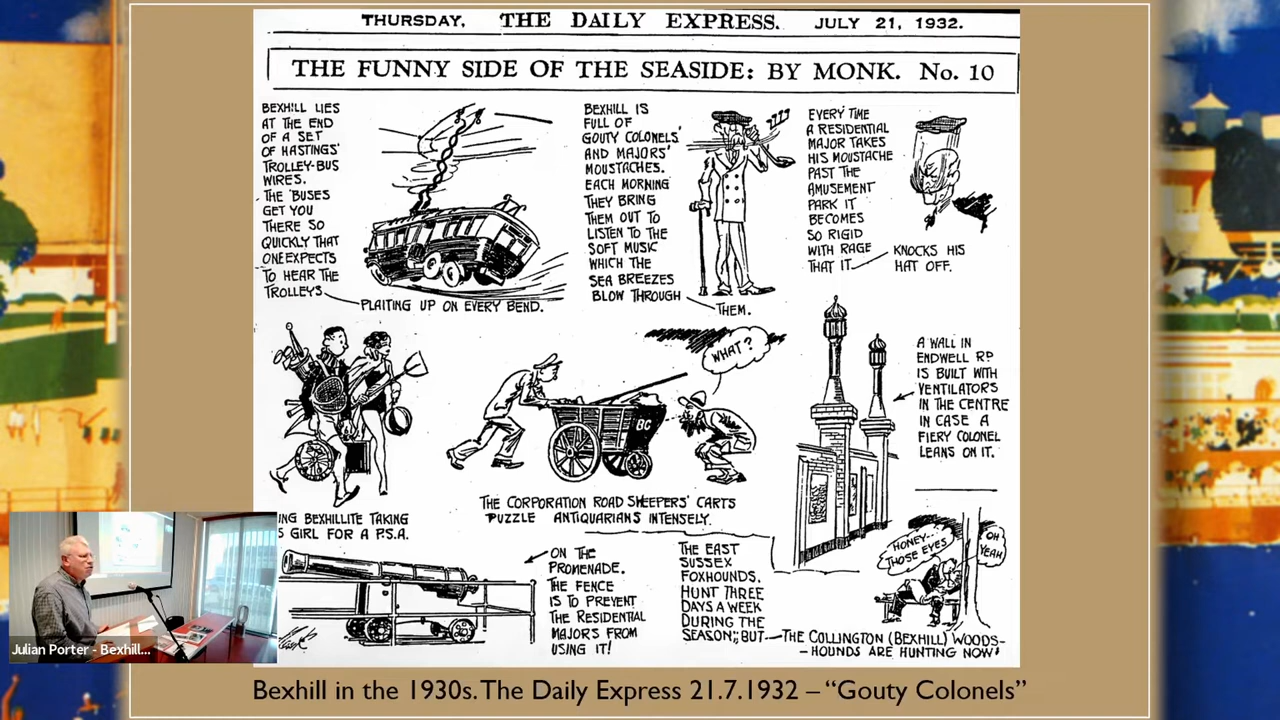 THURSDAY, THE DAILY EXPRESS. JULY 21, 1932.
THE FUNNY SIDE OF THE SEASIDE: BY MONK. No. 10
BEXHILL LIES
AT THE END
OF A SET
OF HASTINGS'
TROLLEY-BUS
WIRES.
THE 'BUSES
GET YOU
THERE SO
QUICKLY THAT
ONE EXPECTS
TO HEAR THE
TROLLEYS
PLAITING UP ON EVERY BEND.
BEXHILL IS
FULL OF
GOUTY COLONELS'
AND MAJORS'
MOUSTACHES.
EACH MORNING
THEY BRING
THEM OUT TO
LISTEN TO THE
SOFT MUSIC
WHICH THE
SEA BREEZES
BLOW THROUGH
THEM.
EVERY TIME
A RESIDENTIAL
MAJOR TAKES
HIS MOUSTACHE
PAST THE
AMUSEMENT
PARK IT
BECOMES
SO RIGID
WITH RAGE
THAT IT
KNOCKS HIS
HAT OFF.
BEXHILLITE TAKING
GIRL FOR A P.S.A.
WHAT?
BC
THE CORPORATION ROAD SWEEPERS' CARTS
PUZZLE ANTIQUARIANS INTENSELY.
A WALL IN
ENDWELL RD
IS BUILT WITH
VENTILATORS
IN THE CENTRE
IN CASE A
FIERY COLONEL
LEANS ON IT.
ON THE
PROMENADE.
THE FENCE
IS TO PREVENT
THE RESIDENTIAL
MAJORS FROM
USING IT!
THE EAST
SUSSEX
FOXHOUNDS.
HUNT THREE
DAYS A WEEK
DURING THE
SEASON; BUT—THE COLLINGTON (BEXHILL) WOODS-
-HOUNDS ARE HUNTING NOW!
HONEY...
THOSE EYES
OH
YEAH
Julian Porter - Bexhill...
Bexhill in the 1930s. The Daily Express 21.7.1932 – “Gouty Colonels”